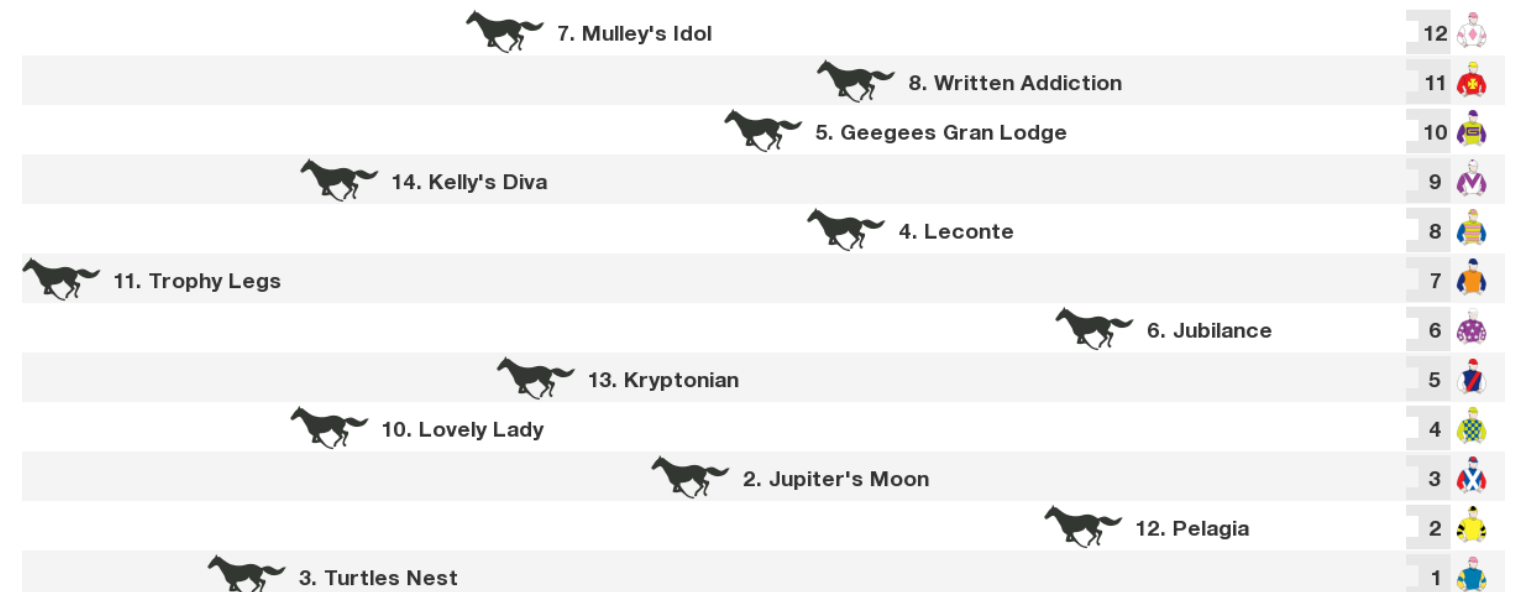 7. Mulley's Idol 12
8. Written Addiction 11
5. Geegees Gran Lodge 10
14. Kelly's Diva 9
4. Leconte 8
11. Trophy Legs 7
6. Jubilance 6
13. Kryptonian 5
10. Lovely Lady 4
2. Jupiter's Moon 3
12. Pelagia 2
3. Turtles Nest 1